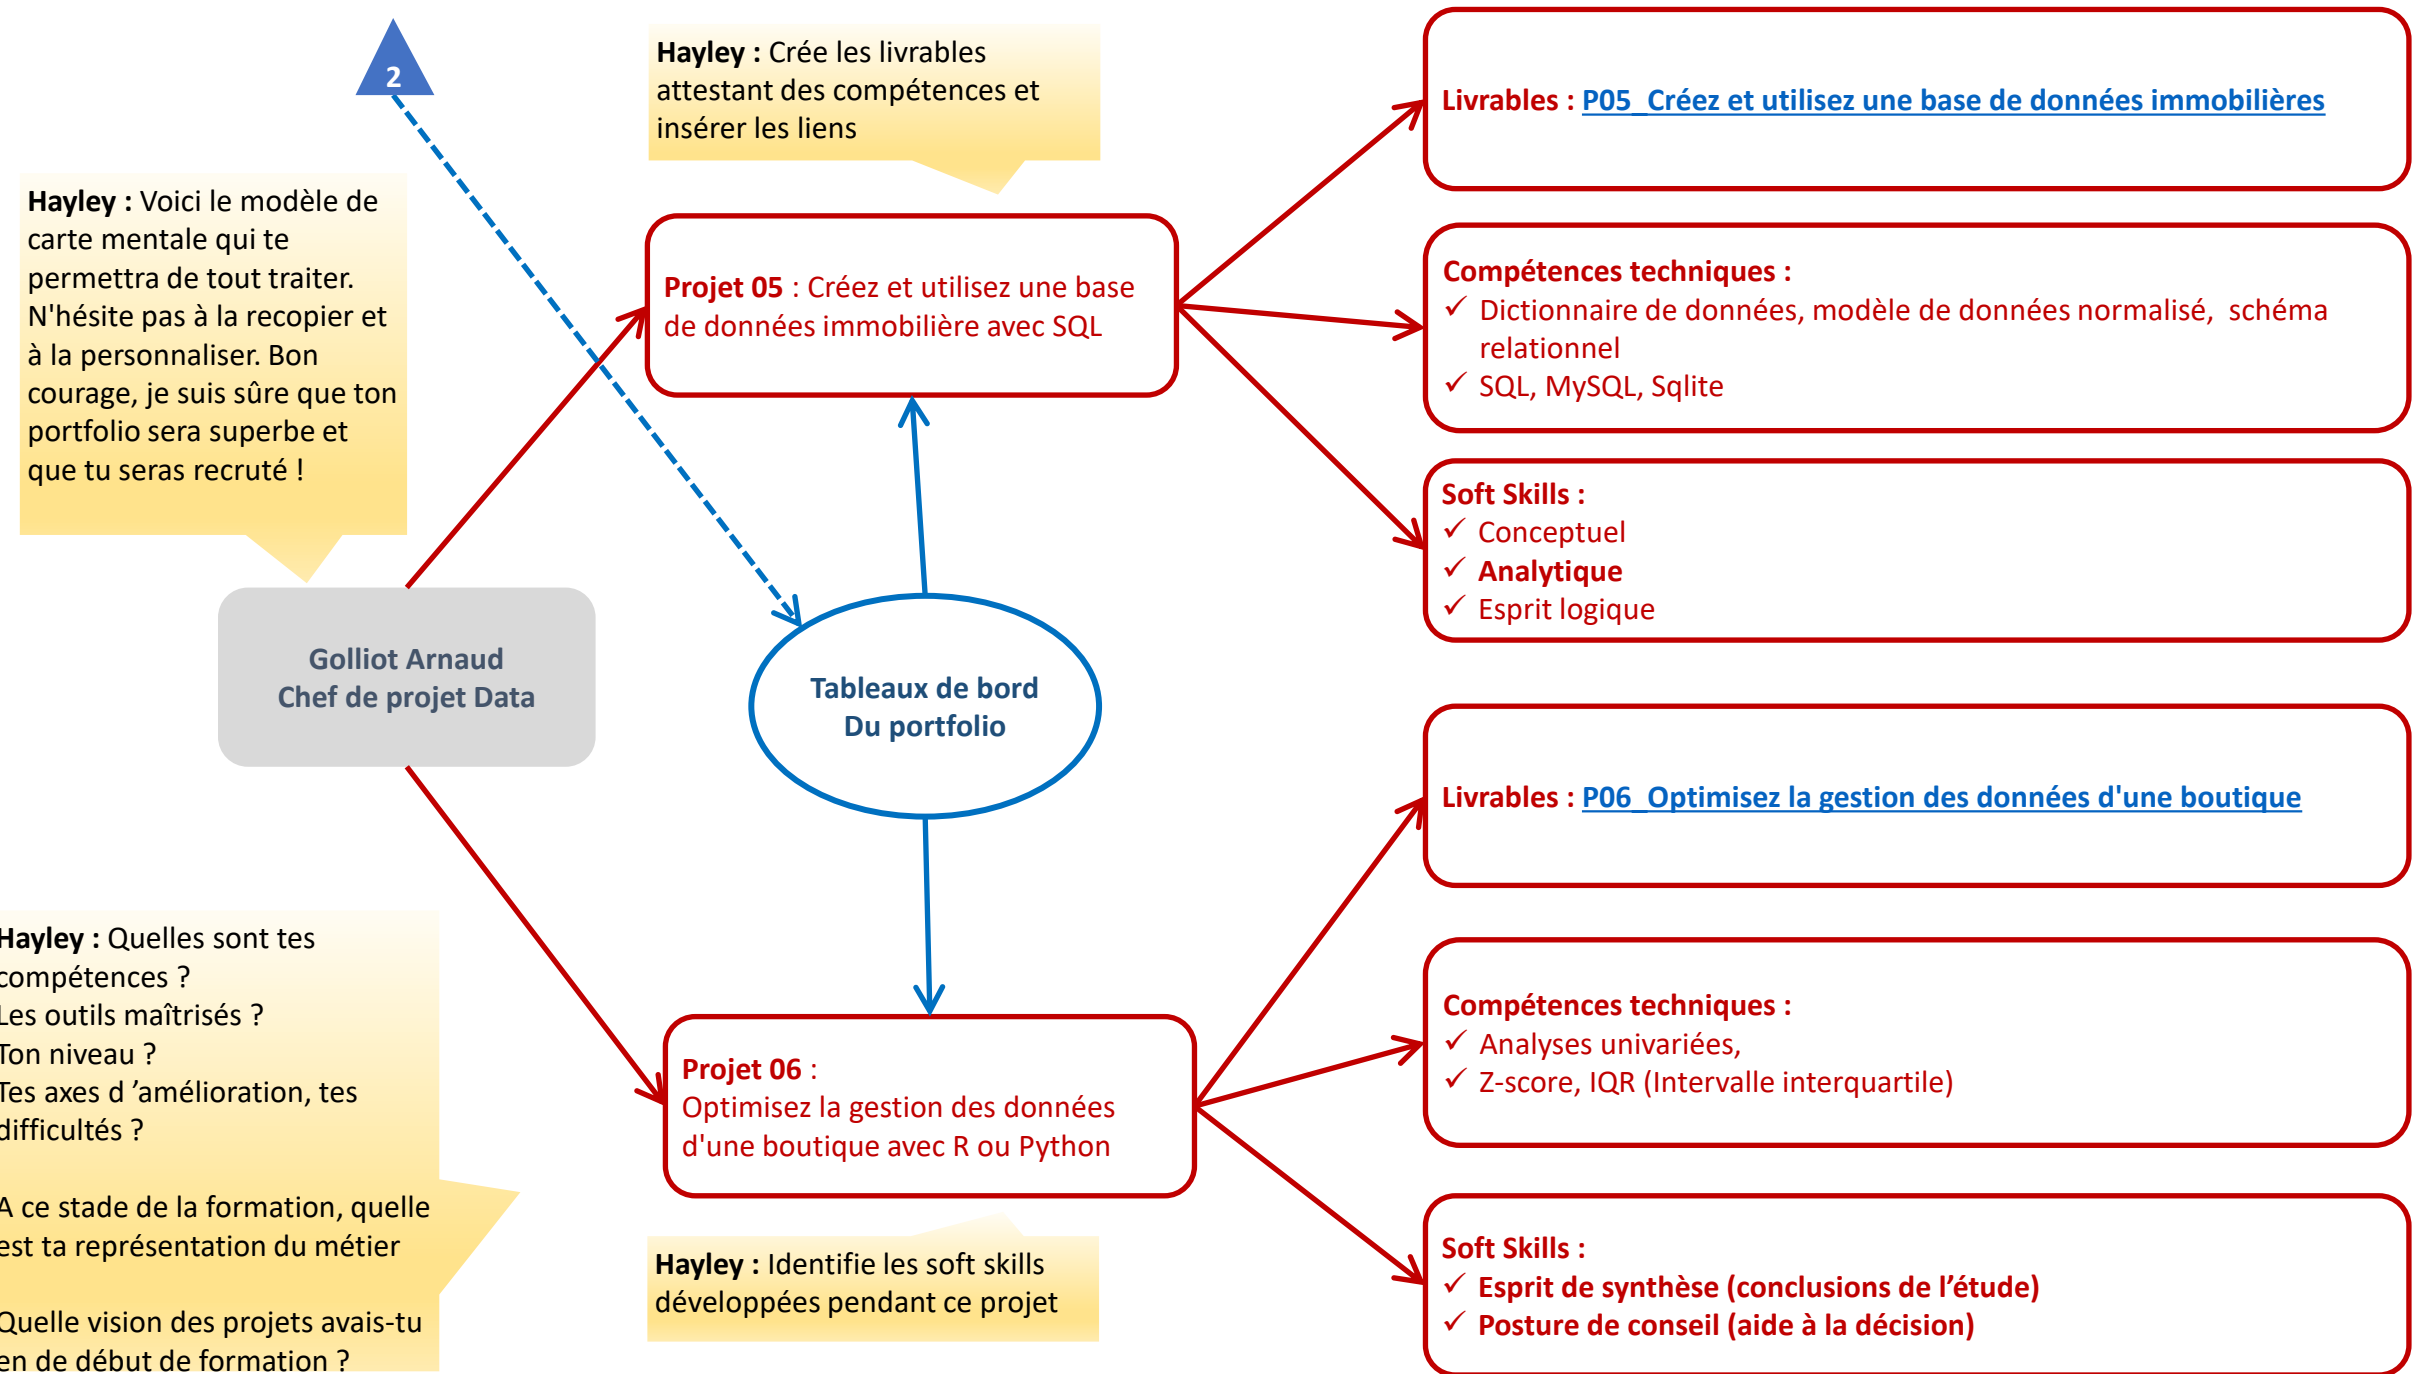 2
Hayley : Crée les livrables
attestant des compétences et
insérer les liens
Livrables : P05_Créez et utilisez une base de données immobilières
Hayley : Voici le modèle de
carte mentale qui te
permettra de tout traiter.
N'hésite pas à la recopier et
à la personnaliser. Bon
courage, je suis sûre que ton
portfolio sera superbe et
que tu seras recruté !
Projet 05 : Créez et utilisez une base
de données immobilière avec SQL
Compétences techniques :
✓ Dictionnaire de données, modèle de données normalisé, schéma
relationnel
✓ SQL, MySQL, Sqlite
Soft Skills :
✓ Conceptuel
✓ Analytique
✓ Esprit logique
Golliot Arnaud
Chef de projet Data
Tableaux de bord
Du portfolio
Livrables : P06_Optimisez la gestion des données d'une boutique
Hayley : Quelles sont tes
compétences ?
Les outils maîtrisés ?
Ton niveau ?
Tes axes d ’amélioration, tes
difficultés ?
A ce stade de la formation, quelle
est ta représentation du métier
Quelle vision des projets avais-tu
en de début de formation ?
Projet 06 :
Optimisez la gestion des données
d'une boutique avec R ou Python
Compétences techniques :
✓ Analyses univariées,
✓ Z-score, IQR (Intervalle interquartile)
Hayley : Identifie les soft skills
développées pendant ce projet
Soft Skills :
✓ Esprit de synthèse (conclusions de l’étude)
✓ Posture de conseil (aide à la décision)